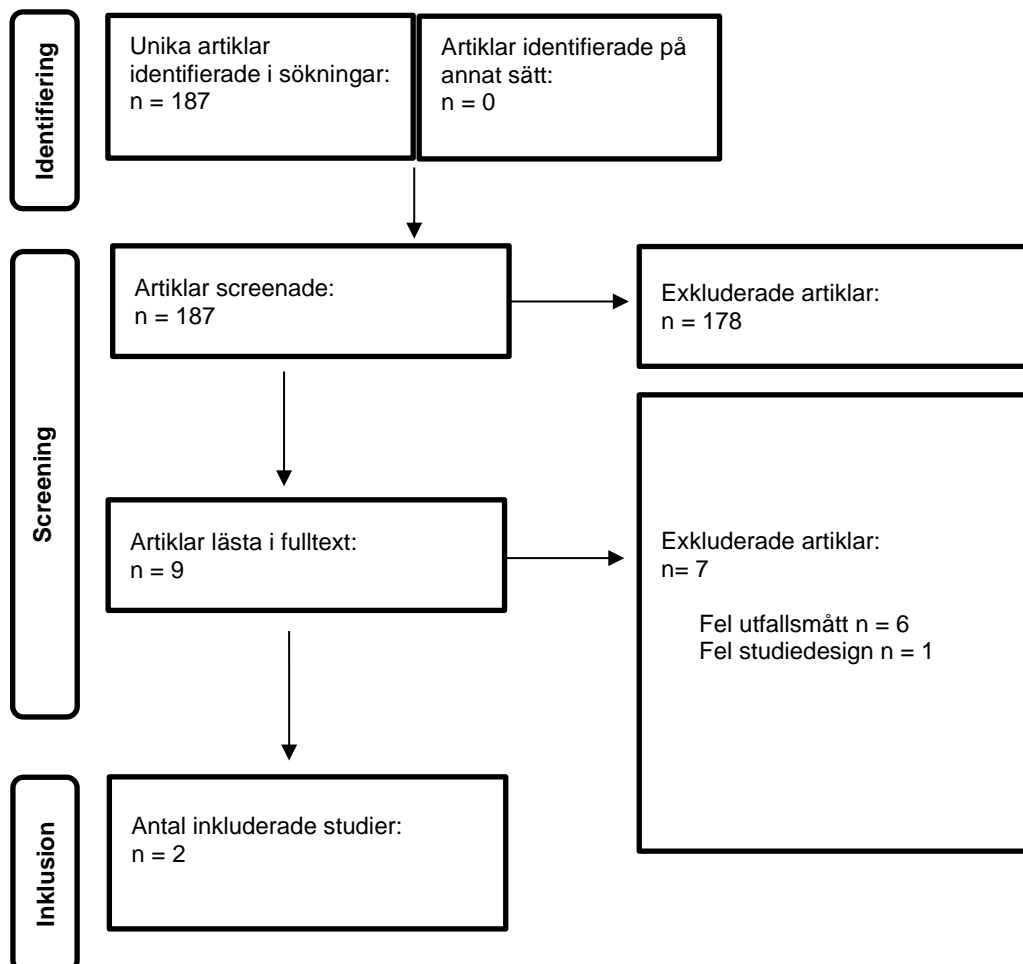 Identifiering
Unika artiklar
identifierade i sökningar:
n = 187
Artiklar identifierade på
annat sätt:
n = 0
Screening
Artiklar screenade:
n = 187
Exkluderade artiklar:
n = 178
Artiklar lästa i fulltext:
n = 9
Exkluderade artiklar:
n= 7
Fel utfallsmått n = 6
Fel studiedesign n = 1
Inklusion
Antal inkluderade studier:
n = 2